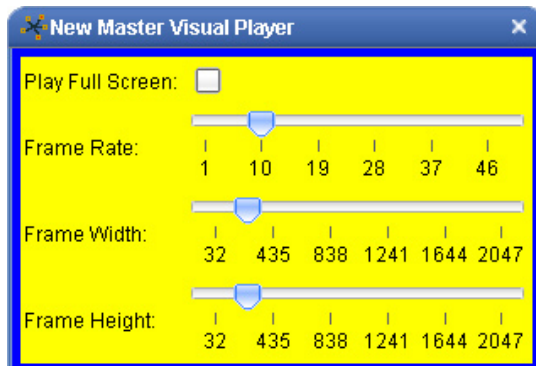 New Master Visual Player
Play Full Screen:
Frame Rate:
1 10 19 28 37 46
Frame Width:
32 435 838 1241 1644 2047
Frame Height:
32 435 838 1241 1644 2047